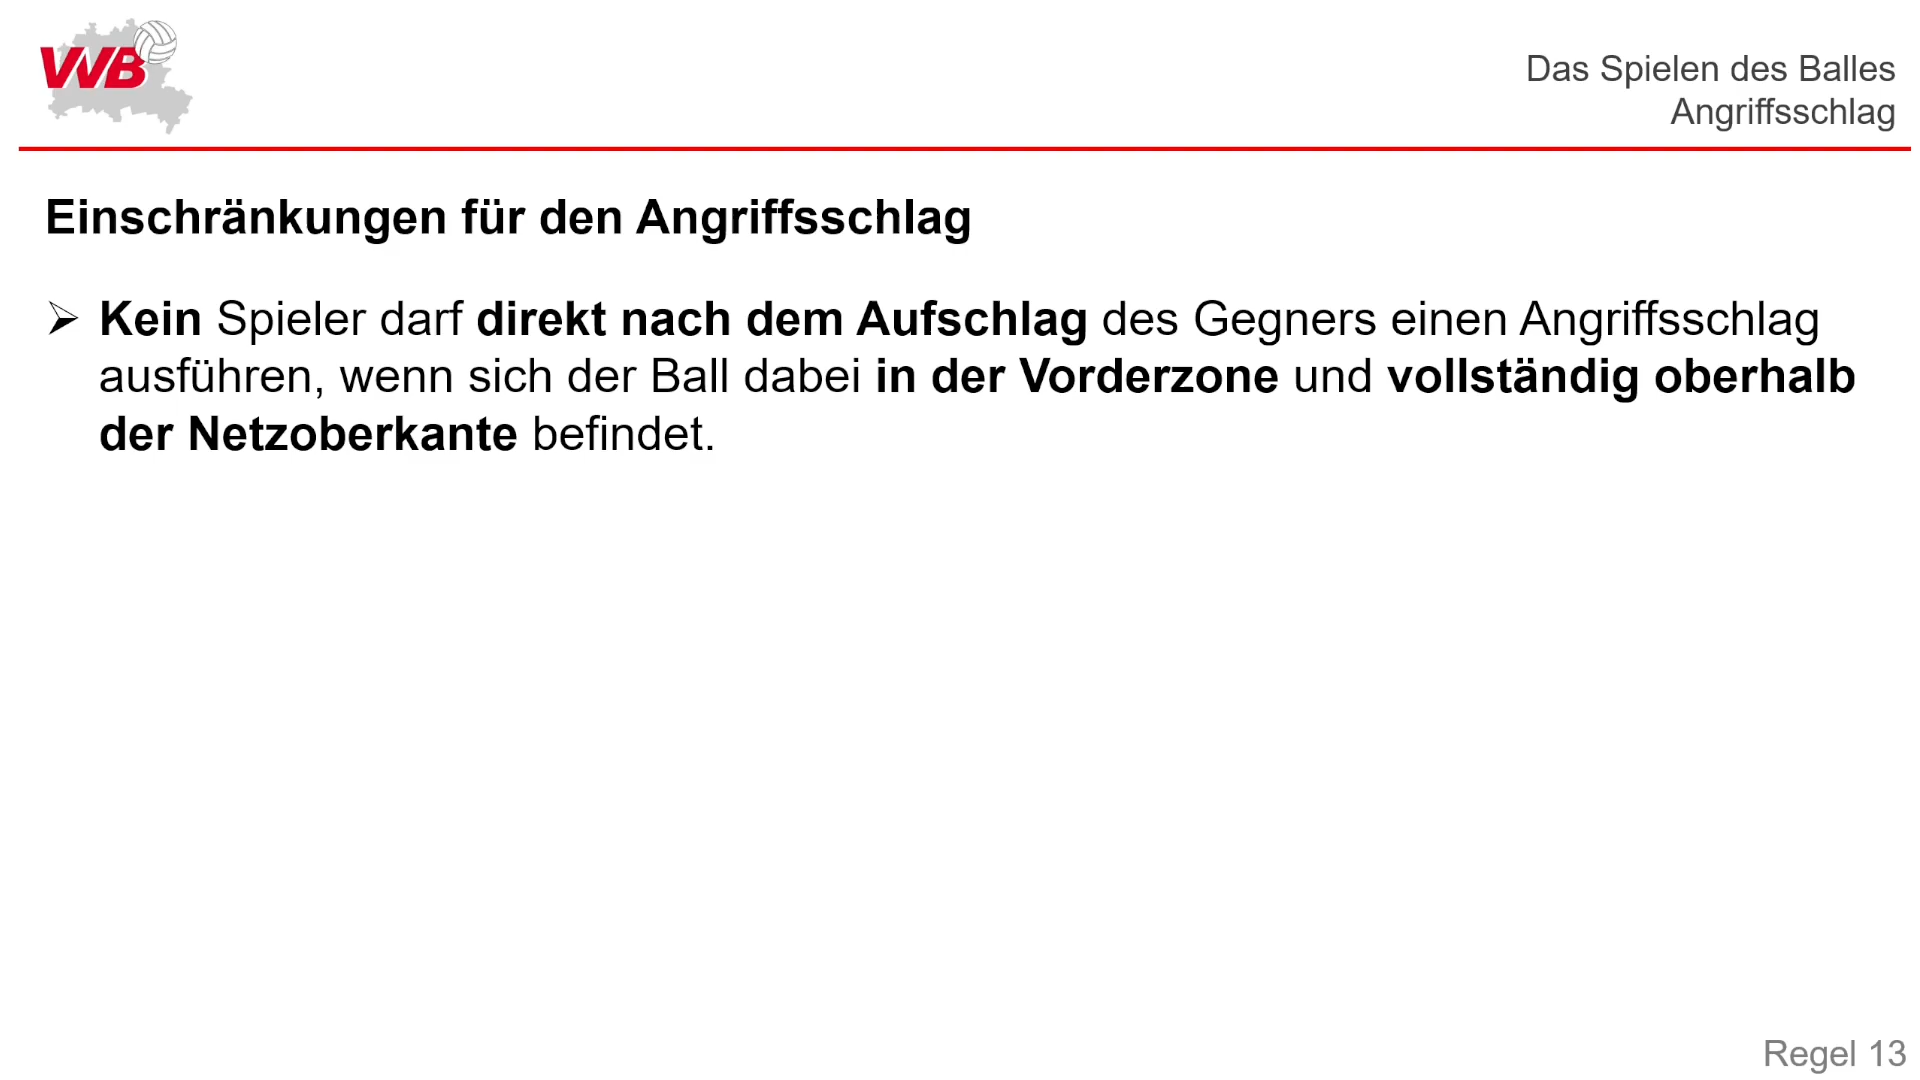 VVB
Das Spielen des Balles
Angriffsschlag
Einschränkungen für den Angriffsschlag
➢ Kein Spieler darf direkt nach dem Aufschlag des Gegners einen Angriffsschlag
ausführen, wenn sich der Ball dabei in der Vorderzone und vollständig oberhalb
der Netzoberkante befindet.
Regel 13